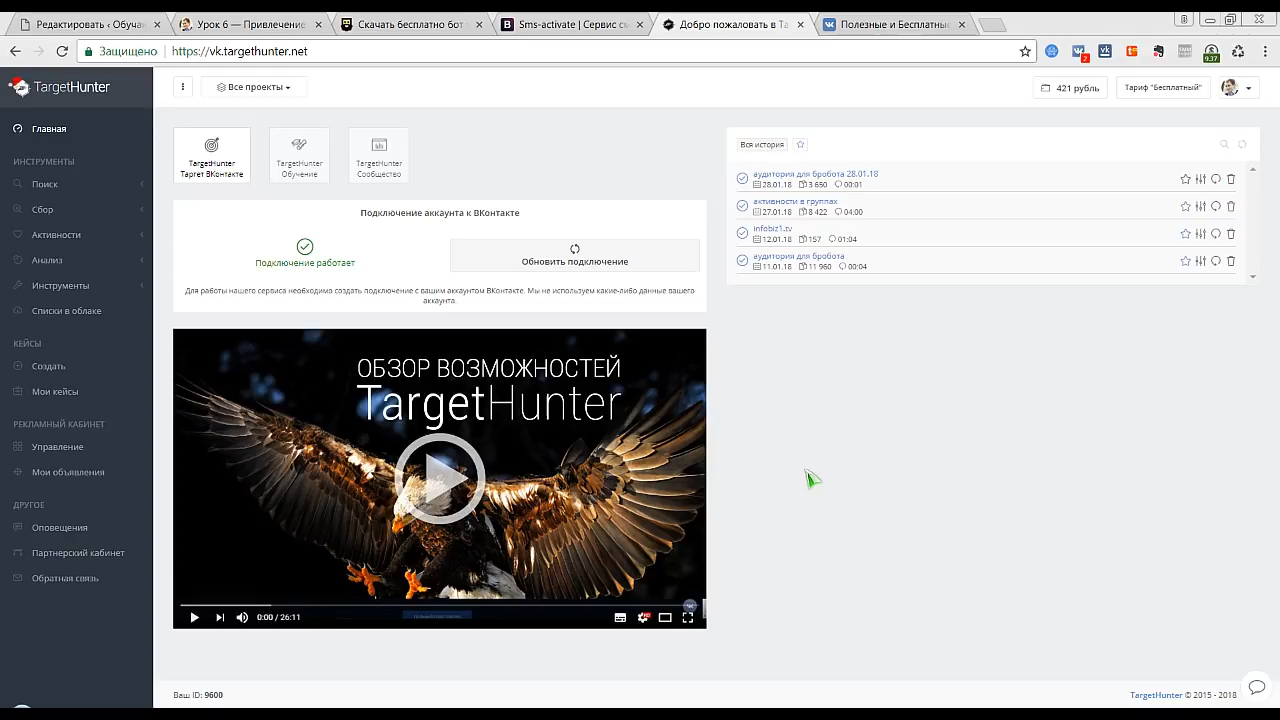 Редактировать ‹ Обуча
Урок 6 — Привлечение
Скачать бесплатно бот
Sms-activate | Сервис с
Добро пожаловать в Та
Полезные и Бесплатны
Защищено
https://vk.targethunter.net
2
9.37
TargetHunter
Все проекты
421 рубль
Тариф "Бесплатный"
Главная
ИНСТРУМЕНТЫ
Поиск
Сбор
Активности
Анализ
Инструменты
Списки в облаке
КЕЙСЫ
Создать
Мои кейсы
РЕКЛАМНЫЙ КАБИНЕТ
Управление
Мои объявления
ДРУГОЕ
Оповещения
Партнерский кабинет
Обратная связь
TargetHunter
Таргет ВКонтакте
TargetHunter
Обучение
TargetHunter
Сообщество
Подключение аккаунта к ВКонтакте
Подключение работает
Обновить подключение
Для работы нашего сервиса необходимо создать подключение с вашим аккаунтом ВКонтакте. Мы не используем какие-либо данные вашего
аккаунта.
ОБЗОР ВОЗМОЖНОСТЕЙ
TargetHunter
0:00 / 26:11
HD
Вся история
аудитория для бробота 28.01.18
28.01.18 3 650 00:01
активности в группах
27.01.18 8 422 04:00
infobiz1.tv
12.01.18 157 01:04
аудитория для бробота
11.01.18 11 960 00:04
Ваш ID: 9600
TargetHunter © 2015 - 2018